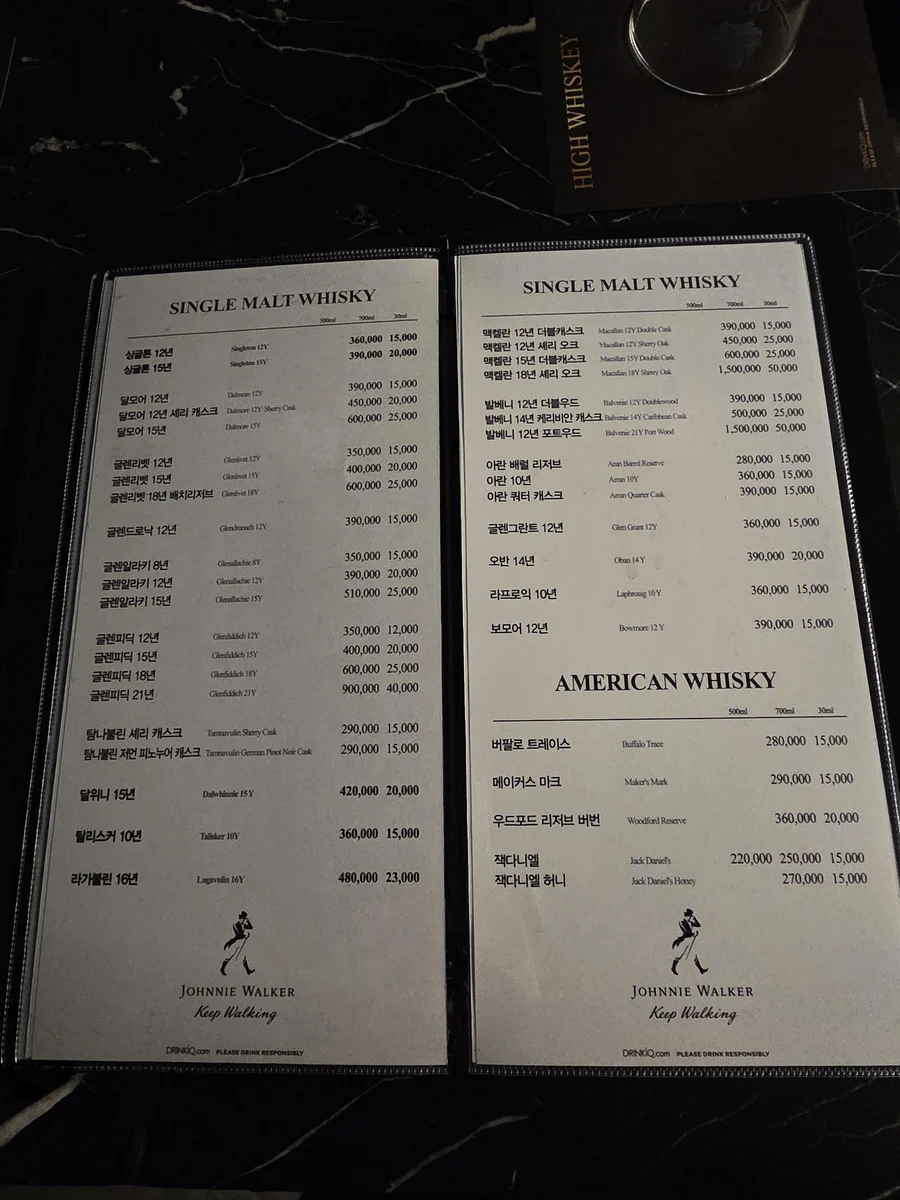 HIGH WHISKEY
SINGLE MALT WHISKY
500ml 700ml 30ml
싱글톤 12년 Singleton 12Y 360,000 15,000
싱글톤 15년 Singleton 15Y 390,000 20,000
달모어 12년 Dalmore 12Y 390,000 15,000
달모어 12년 셰리 캐스크 Dalmore 12Y Sherry Cask 450,000 20,000
달모어 15년 Dalmore 15Y 600,000 25,000
글렌리벳 12년 Glenlivet 12Y 350,000 15,000
글렌리벳 15년 Glenlivet 15Y 400,000 20,000
글렌리벳 18년 배치리저브 Glenlivet 18Y 600,000 25,000
글렌드로낙 12년 Glendronach 12Y 390,000 15,000
글렌알라키 8년 Glenallachie 8Y 350,000 15,000
글렌알라키 12년 Glenallachie 12Y 390,000 20,000
글렌알라키 15년 Glenallachie 15Y 510,000 25,000
글렌피딕 12년 Glenfiddich 12Y 350,000 12,000
글렌피딕 15년 Glenfiddich 15Y 400,000 20,000
글렌피딕 18년 Glenfiddich 18Y 600,000 25,000
글렌피딕 21년 Glenfiddich 21Y 900,000 40,000
탐나불린 셰리 캐스크 Tamnavulin Sherry Cask 290,000 15,000
탐나불린 저먼 피노누어 캐스크 Tamnavulin German Pinot Noir Cask 290,000 15,000
달위니 15년 Dalwhinnie 15Y 420,000 20,000
탈리스커 10년 Talisker 10Y 360,000 15,000
라가불린 16년 Lagavulin 16Y 480,000 23,000
JOHNNIE WALKER
Keep Walking
DRINKiQ.com PLEASE DRINK RESPONSIBLY
SINGLE MALT WHISKY
500ml 700ml 30ml
맥켈란 12년 더블캐스크 Macallan 12Y Double Cask 390,000 15,000
맥켈란 12년 셰리 오크 Macallan 12Y Sherry Oak 450,000 25,000
맥켈란 15년 더블캐스크 Macallan 15Y Double Cask 600,000 25,000
맥켈란 18년 셰리 오크 Macallan 18Y Sherry Oak 1,500,000 50,000
발베니 12년 더블우드 Balvenie 12Y Doublewood 390,000 15,000
발베니 14년 케리비안 캐스크 Balvenie 14Y Caribbean Cask 500,000 25,000
발베니 12년 포트우드 Balvenie 21Y Port Wood 1,500,000 50,000
아란 배럴 리저브 Aran Barrel Reserve 280,000 15,000
아란 10년 Arran 10Y 360,000 15,000
아란 쿼터 캐스크 Arran Quarter Cask 390,000 15,000
글렌그란트 12년 Glen Grant 12Y 360,000 15,000
오반 14년 Oban 14 Y 390,000 20,000
라프로익 10년 Laphroaig 10 Y 360,000 15,000
보모어 12년 Bowmore 12 Y 390,000 15,000
AMERICAN WHISKY
500ml 700ml 30ml
버팔로 트레이스 Buffalo Trace 280,000 15,000
메이커스 마크 Maker's Mark 290,000 15,000
우드포드 리저브 버번 Woodford Reserve 360,000 20,000
잭다니엘 Jack Daniel's 220,000 250,000 15,000
잭다니엘 허니 Jack Daniel's Honey 270,000 15,000
JOHNNIE WALKER
Keep Walking
DRINKiQ.com PLEASE DRINK RESPONSIBLY